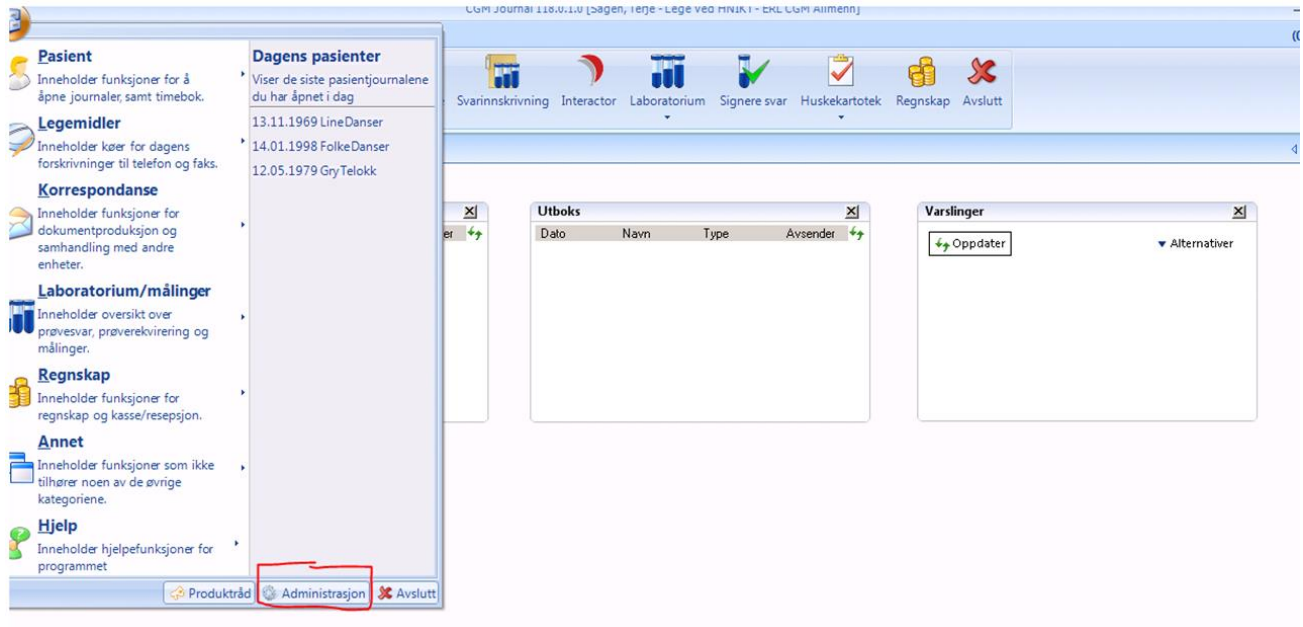 CGM Journal 118.0.1.0 [Sagen, Terje - Lege ved HNIKT - ERL CGM Allmenn]
Pasient
Inneholder funksjoner for å
åpne journaler, samt timebok.
Legemidler
Inneholder køer for dagens
forskrivninger til telefon og faks.
Korrespondanse
Inneholder funksjoner for
dokumentproduksjon og
samhandling med andre
enheter.
Laboratorium/målinger
Inneholder oversikt over
prøvesvar, prøverekvirering og
målinger.
Regnskap
Inneholder funksjoner for
regnskap og kasse/resepsjon.
Annet
Inneholder funksjoner som ikke
tilhører noen av de øvrige
kategoriene.
Hjelp
Inneholder hjelpefunksjoner for
programmet
Dagens pasienter
Viser de siste pasientjournalene
du har åpnet i dag
13.11.1969 LineDanser
14.01.1998 FolkeDanser
12.05.1979 GryTelokk
Produktråd Administrasjon Avslutt
Svarinnskrivning Interactor Laboratorium Signere svar Huskekartotek Regnskap Avslutt
er
Utboks
Dato Navn Type Avsender
Varslinger
Oppdater Alternativer